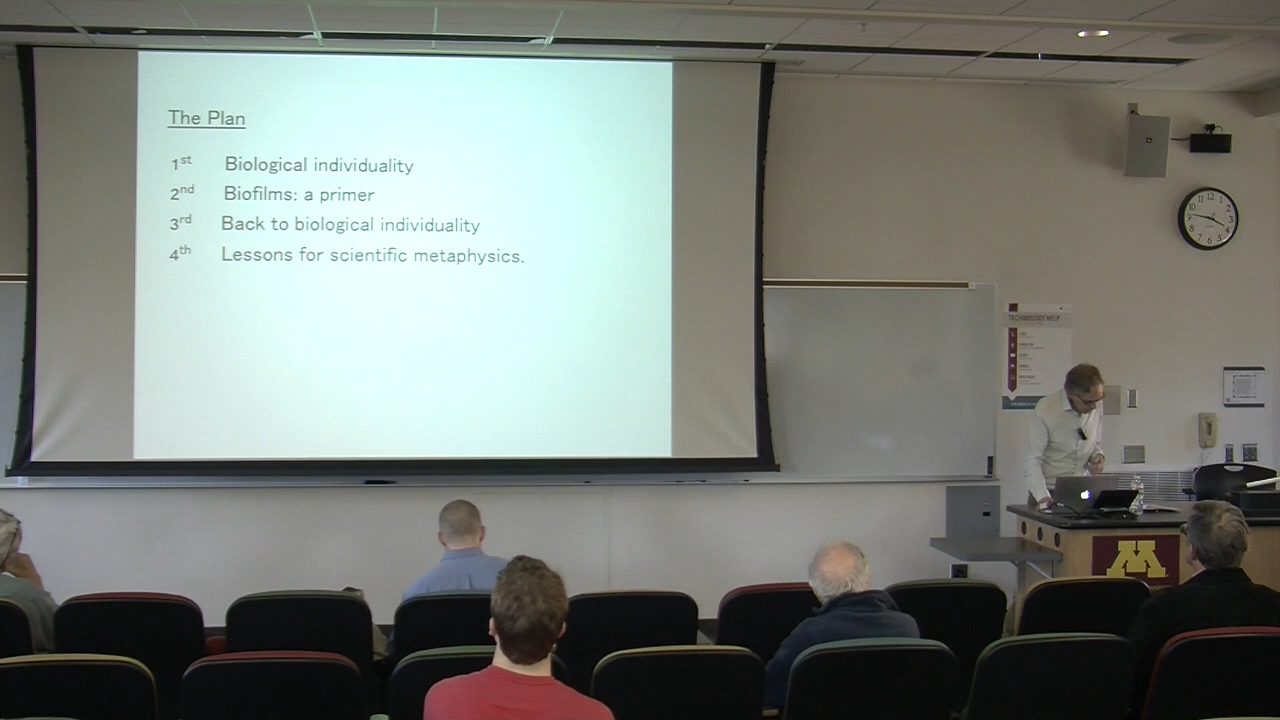 The Plan
1st Biological individuality
2nd Biofilms: a primer
3rd Back to biological individuality
4th Lessons for scientific metaphysics.
TECHNOLOGY HELP
M